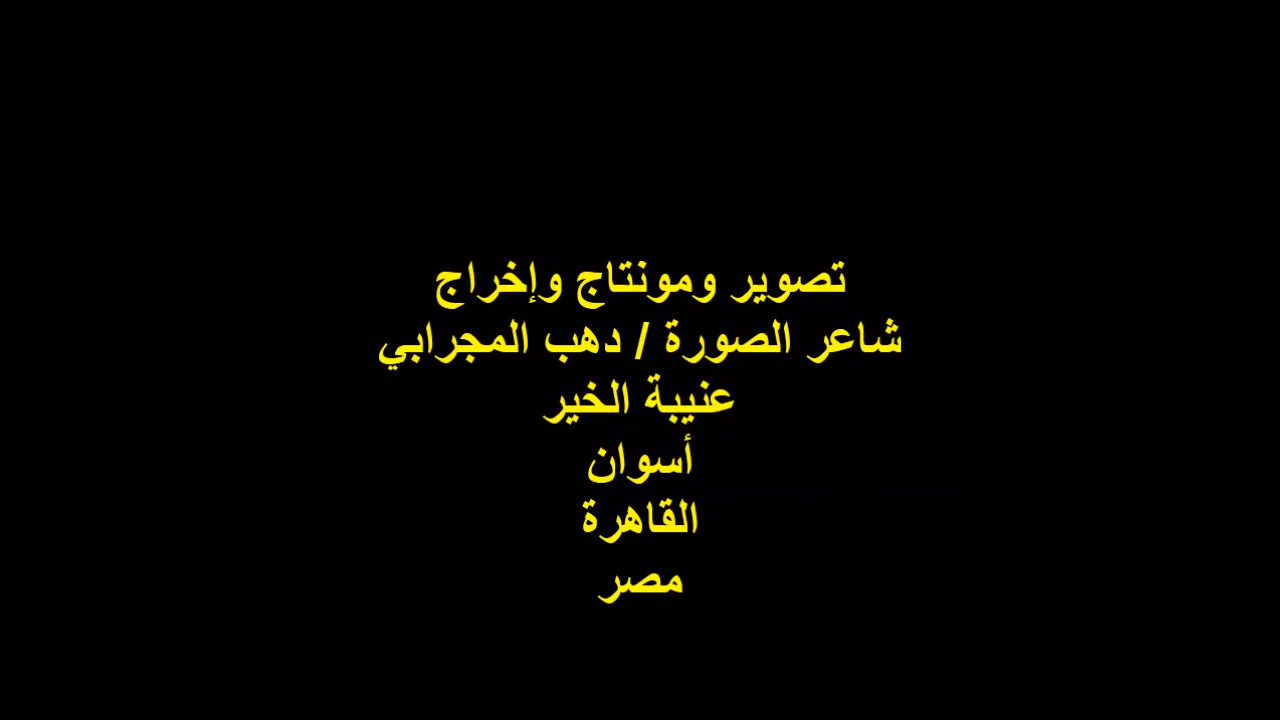 تصوير ومونتاج وإخراج
شاعر الصورة / دهب المجرابي
عنيبة الخير
أسوان
القاهرة
مصر